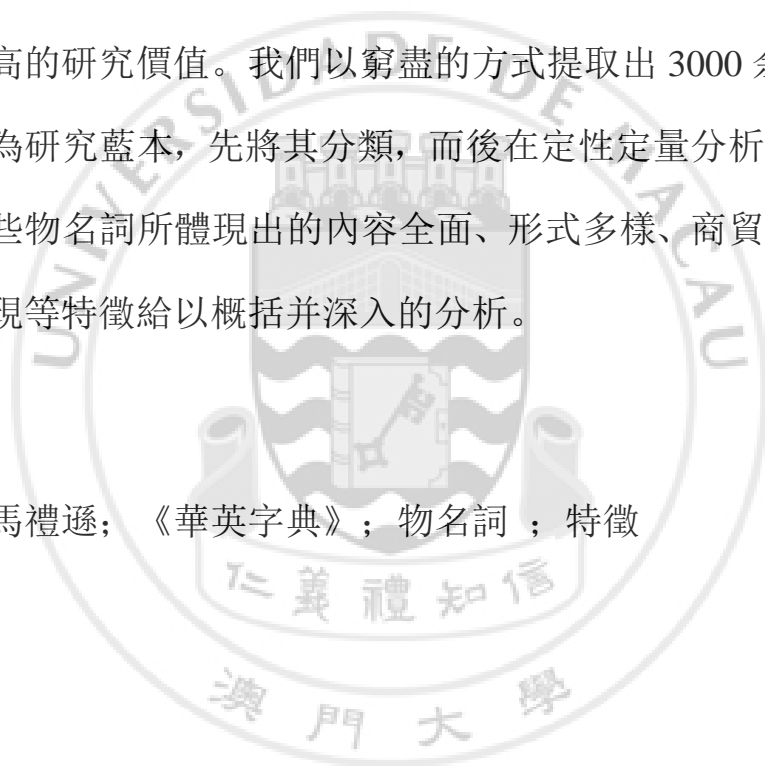 高的研究價值。我們以窮盡的方式提取出 3000 余
為研究藍本，先將其分類，而後在定性定量分析
些物名詞所體現出的內容全面、形式多樣、商貿
現等特徵給以概括并深入的分析。
馬禮遜；《華英字典》；物名詞 ；特徵
UNIVERSIDADE DE MACAU
仁義禮知信
澳門大學